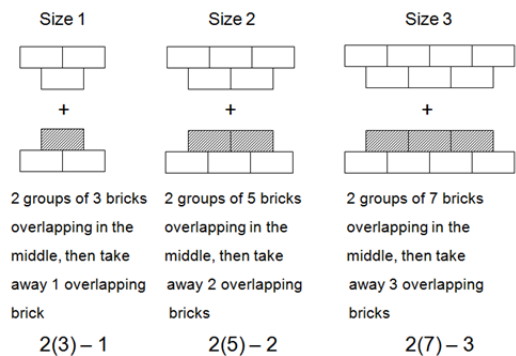 Size 1
Size 2
Size 3
+
+
+
2 groups of 3 bricks
overlapping in the
middle, then take
away 1 overlapping
brick
2 groups of 5 bricks
overlapping in the
middle, then take
away 2 overlapping
bricks
2 groups of 7 bricks
overlapping in the
middle, then take
away 3 overlapping
bricks
2(3) – 1
2(5) – 2
2(7) – 3